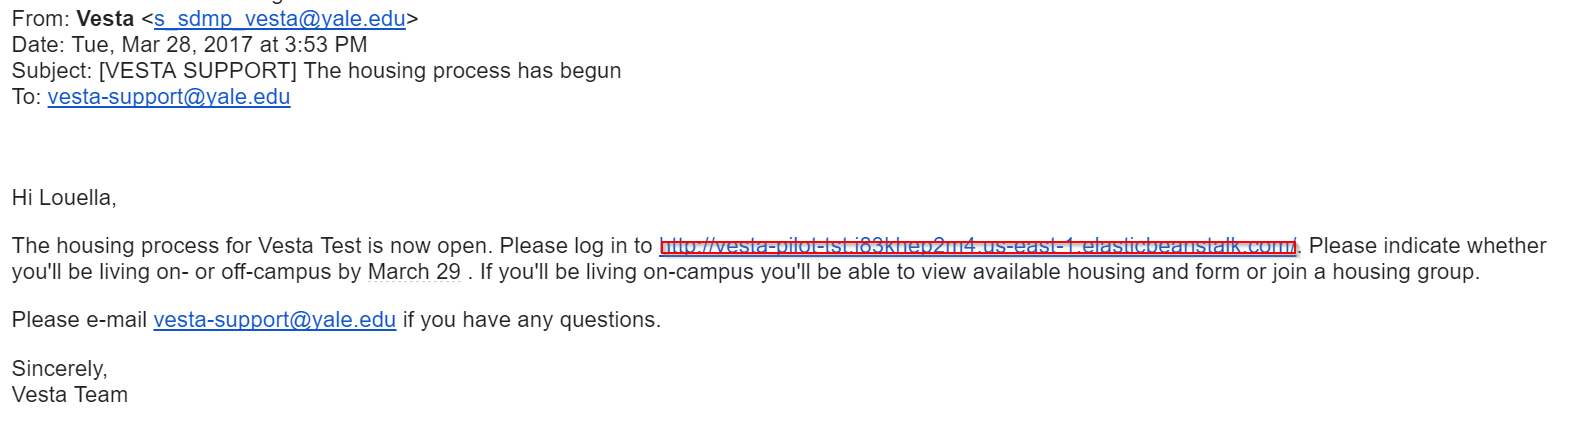 From: Vesta <s_sdmp_vesta@yale.edu>
Date: Tue, Mar 28, 2017 at 3:53 PM
Subject: [VESTA SUPPORT] The housing process has begun
To: vesta-support@yale.edu
Hi Louella,
The housing process for Vesta Test is now open. Please log in to http://vesta-pilot-tst.i83khep2m4.us-east-1.elasticbeanstalk.com/. Please indicate whether
you'll be living on- or off-campus by March 29 . If you'll be living on-campus you'll be able to view available housing and form or join a housing group.
Please e-mail vesta-support@yale.edu if you have any questions.
Sincerely,
Vesta Team